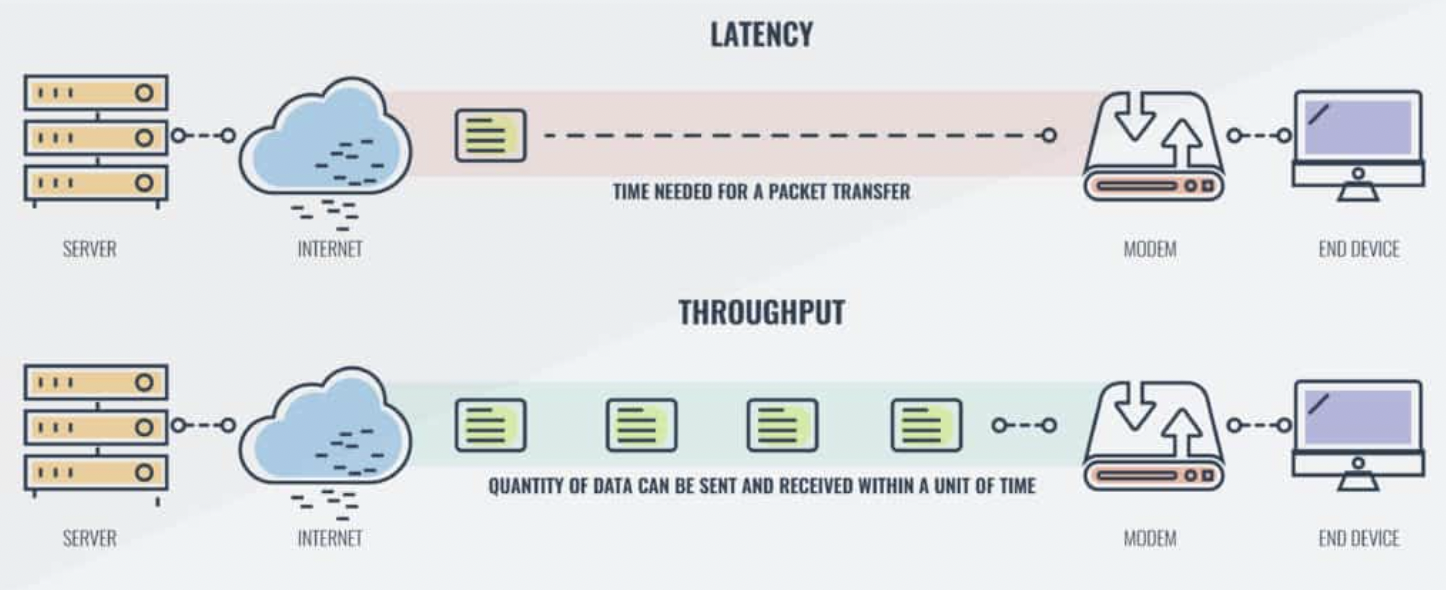 LATENCY
TIME NEEDED FOR A PACKET TRANSFER
SERVER
INTERNET
MODEM
END DEVICE
THROUGHPUT
QUANTITY OF DATA CAN BE SENT AND RECEIVED WITHIN A UNIT OF TIME
SERVER
INTERNET
MODEM
END DEVICE